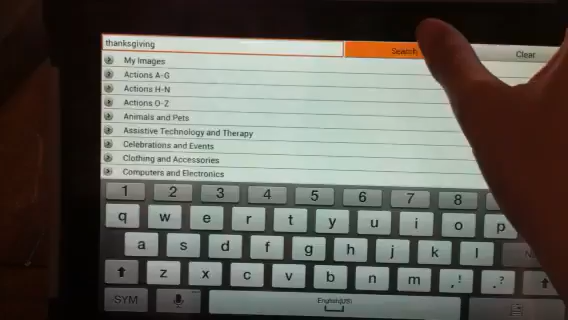 thanksgiving Search Clear
My Images
Actions A-G
Actions H-N
Actions O-Z
Animals and Pets
Assistive Technology and Therapy
Celebrations and Events
Clothing and Accessories
Computers and Electronics
1 2 3 4 5 6 7 8
q w e r t y u i o p
a s d f g h j k l
z x c v b n m ,! .?
SYM English(US)